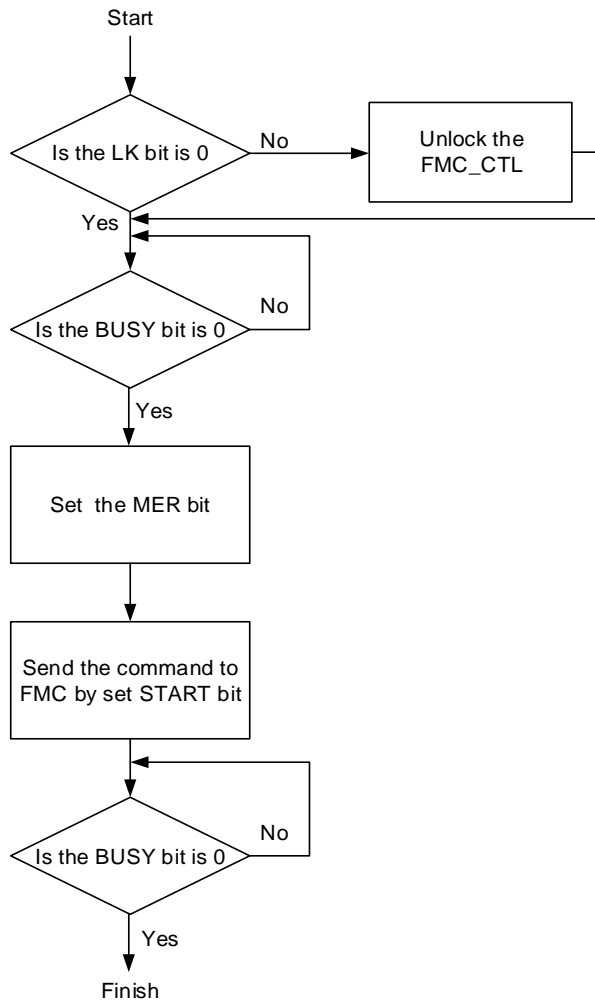 Start
Is the LK bit is 0
No
Unlock the
FMC_CTL
Yes
No
Is the BUSY bit is 0
Yes
Set the MER bit
Send the command to
FMC by set START bit
No
Is the BUSY bit is 0
Yes
Finish